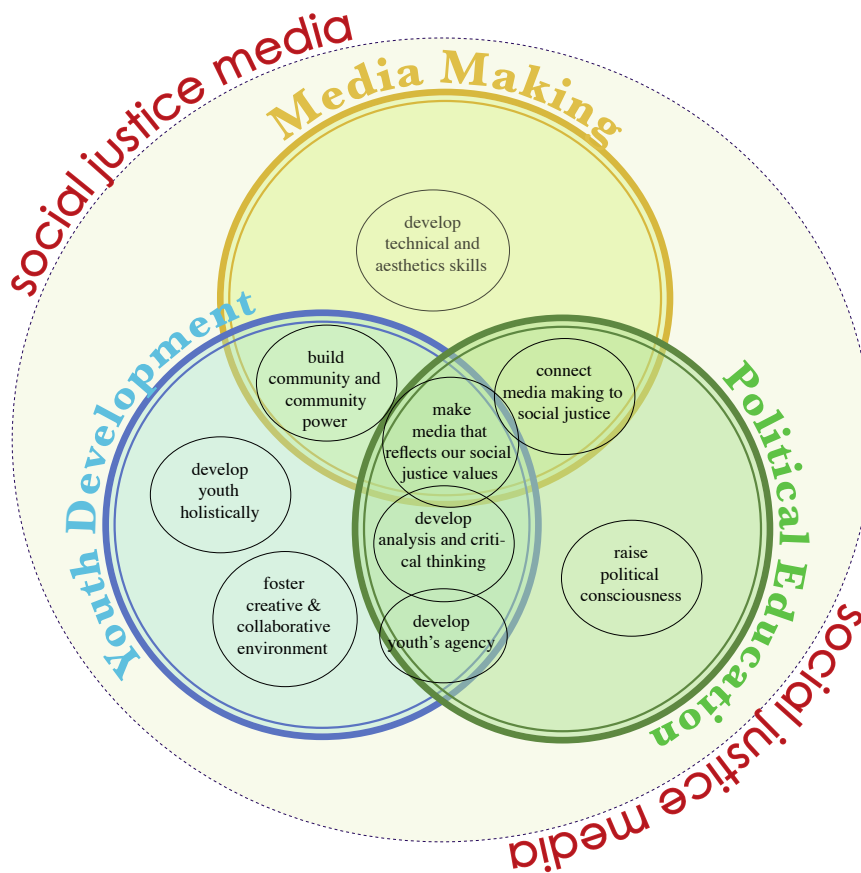 social justice media
Media Making
develop
technical and
aesthetics skills
Youth Development
build
community and
community
power
connect
media making to
social justice
make
media that
reflects our social
justice values
Political Education
develop
youth
holistically
develop
analysis and criti-
cal thinking
raise
political
consciousness
foster
creative &
collaborative
environment
develop
youth’s agency
social justice media